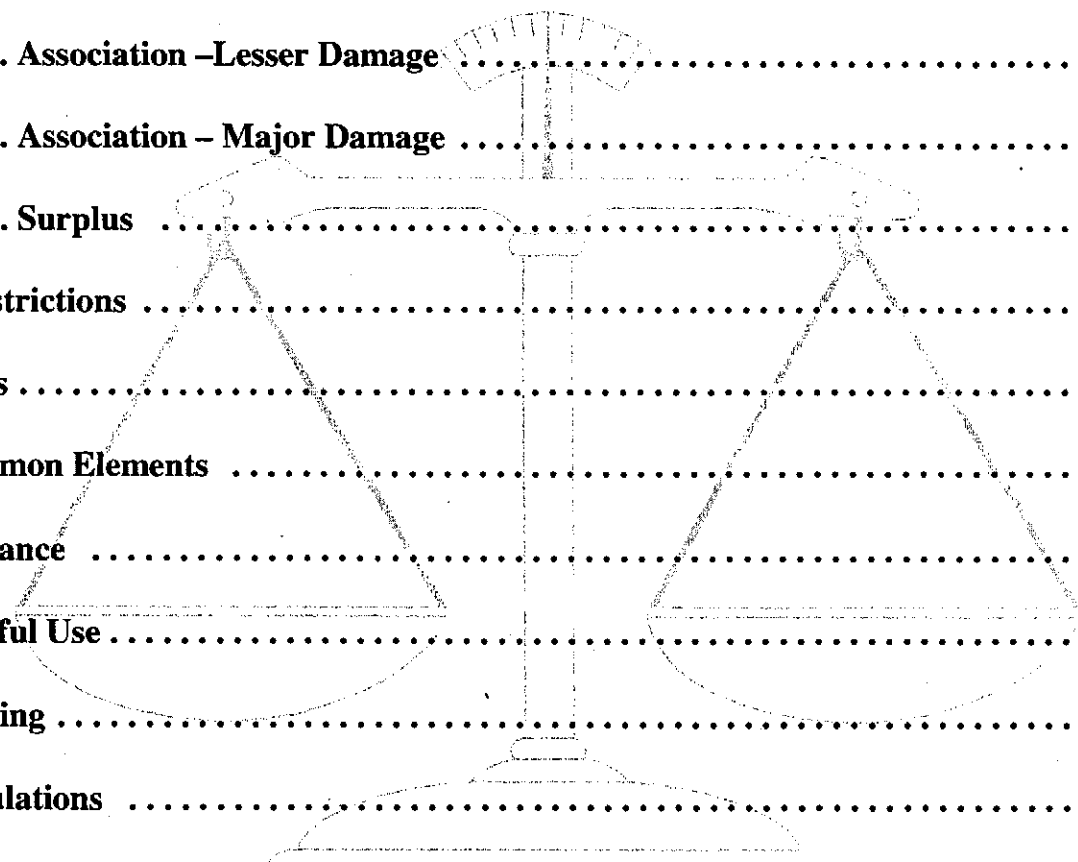 . Association –Lesser Damage ........................................
. Association – Major Damage ........................................
. Surplus ............................................................
strictions ...........................................................
s ....................................................................
mon Elements .........................................................
ance .................................................................
ful Use ..............................................................
ing ..................................................................
ulations .............................................................